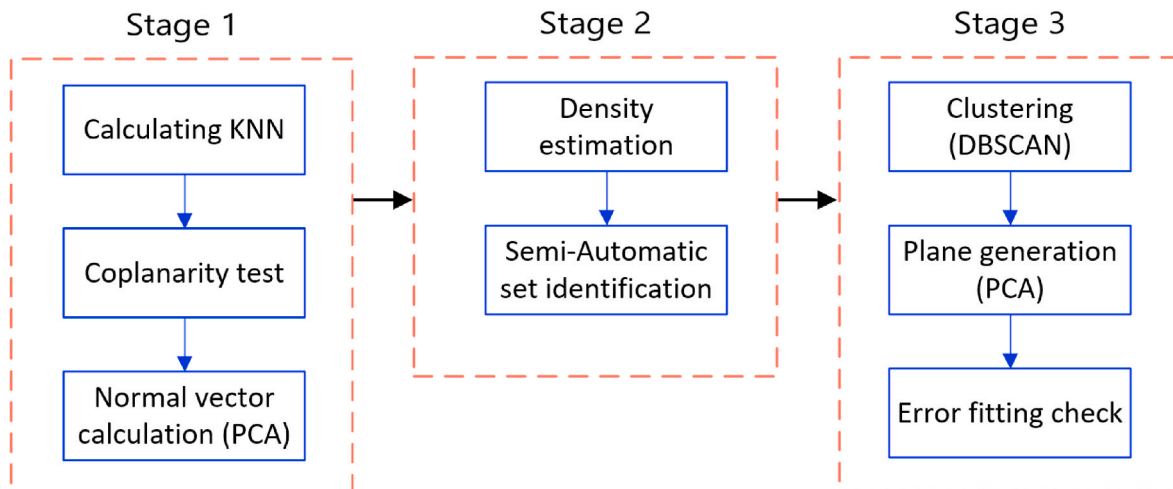 Stage 1
Calculating KNN
Coplanarity test
Normal vector
calculation (PCA)
Stage 2
Density
estimation
Semi-Automatic
set identification
Stage 3
Clustering
(DBSCAN)
Plane generation
(PCA)
Error fitting check